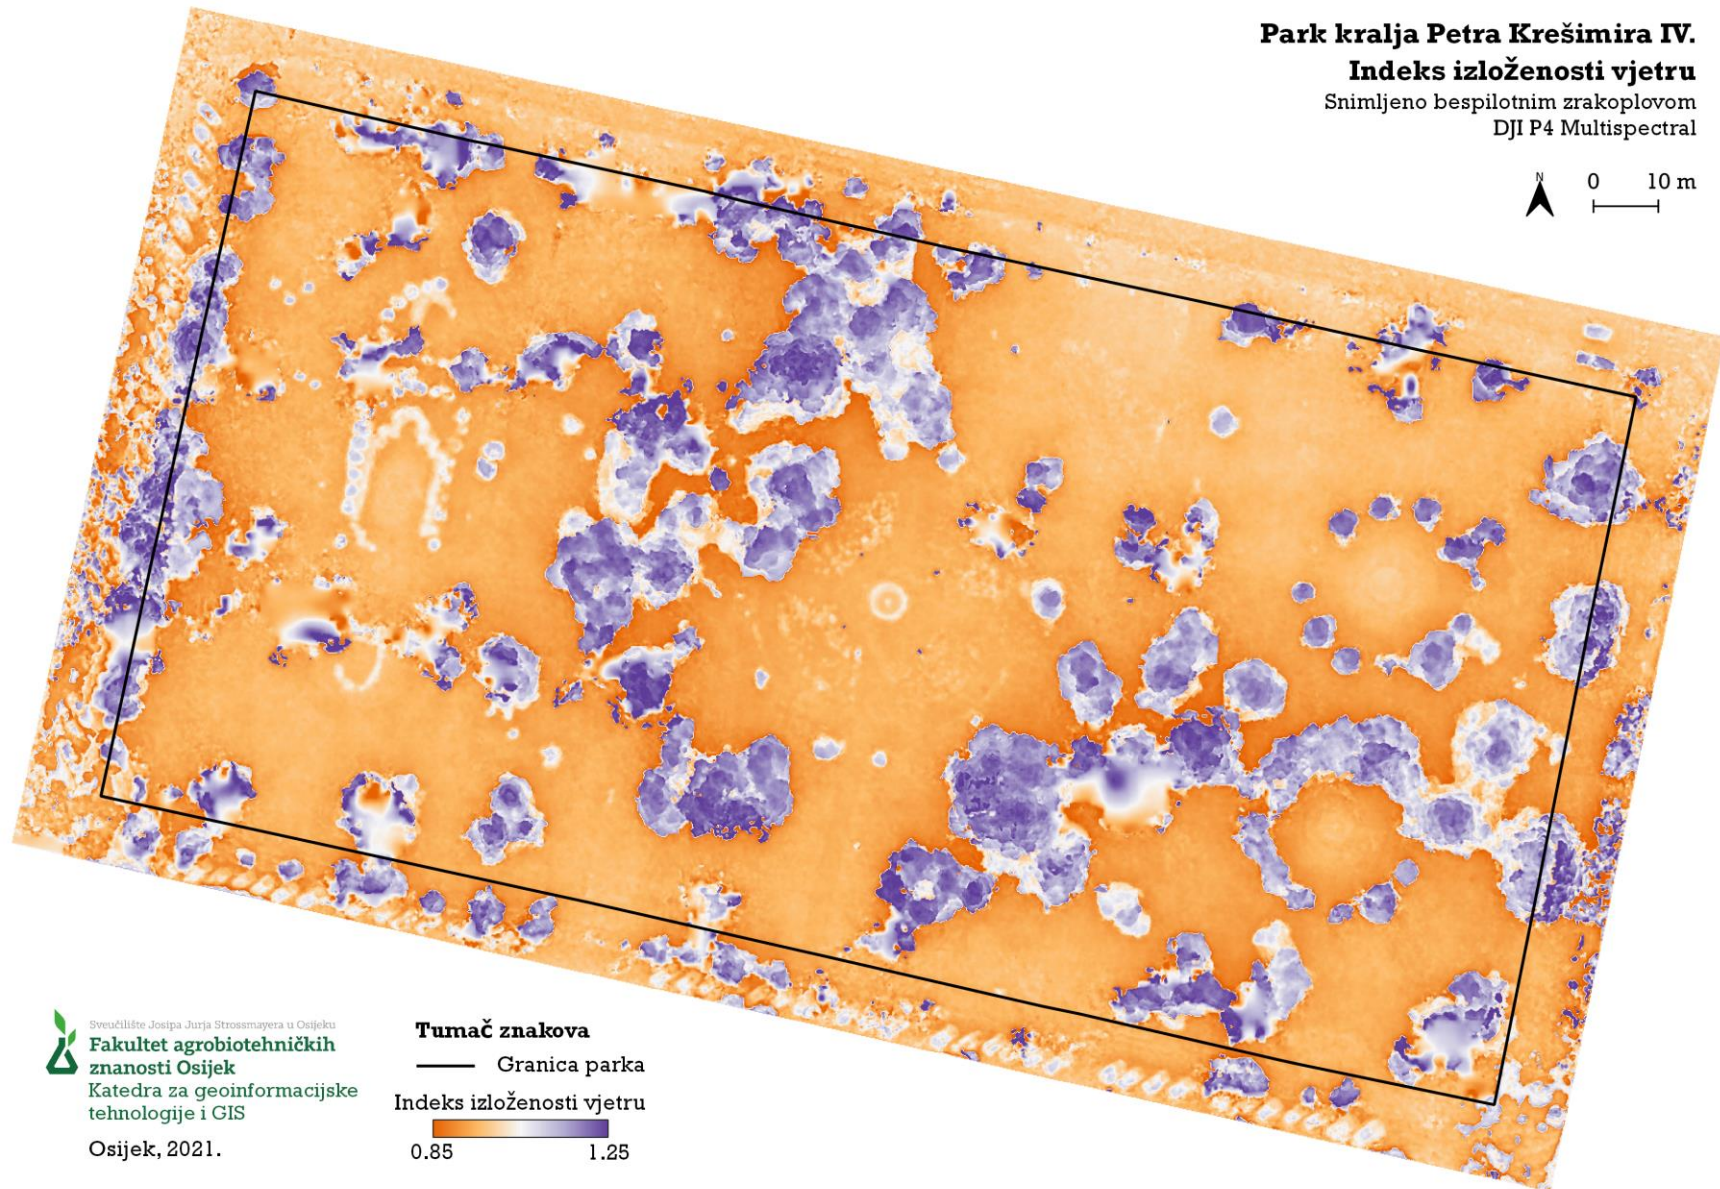 Park kralja Petra Krešimira IV.
Indeks izloženosti vjetru
Snimljeno bespilotnim zrakoplovom
DJI P4 Multispectral
N
0 10 m
Sveučilište Josipa Jurja Strossmayera u Osijeku
Fakultet agrobiotehničkih
znanosti Osijek
Katedra za geoinformacijske
tehnologije i GIS
Osijek, 2021.
Tumač znakova
Granica parka
Indeks izloženosti vjetru
0.85 1.25